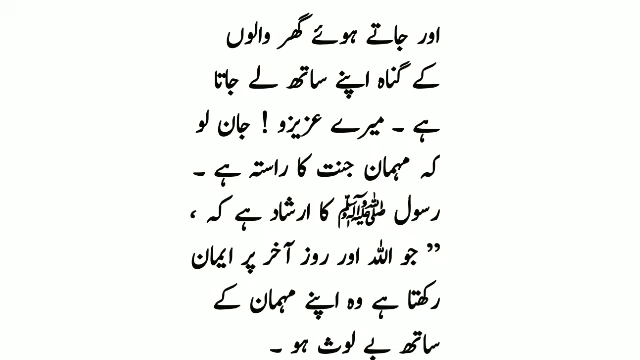 اور جاتے ہوئے گھر والوں
کے گناہ اپنے ساتھ لے جاتا
ہے ۔ میرے عزیزو ! جان لو
کہ مہمان جنت کا راستہ ہے ۔
رسول ﷺ کا ارشاد ہے کہ ،
” جو اللہ اور روز آخر پر ایمان
رکھتا ہے وہ اپنے مہمان کے
ساتھ بے لوث ہو ۔